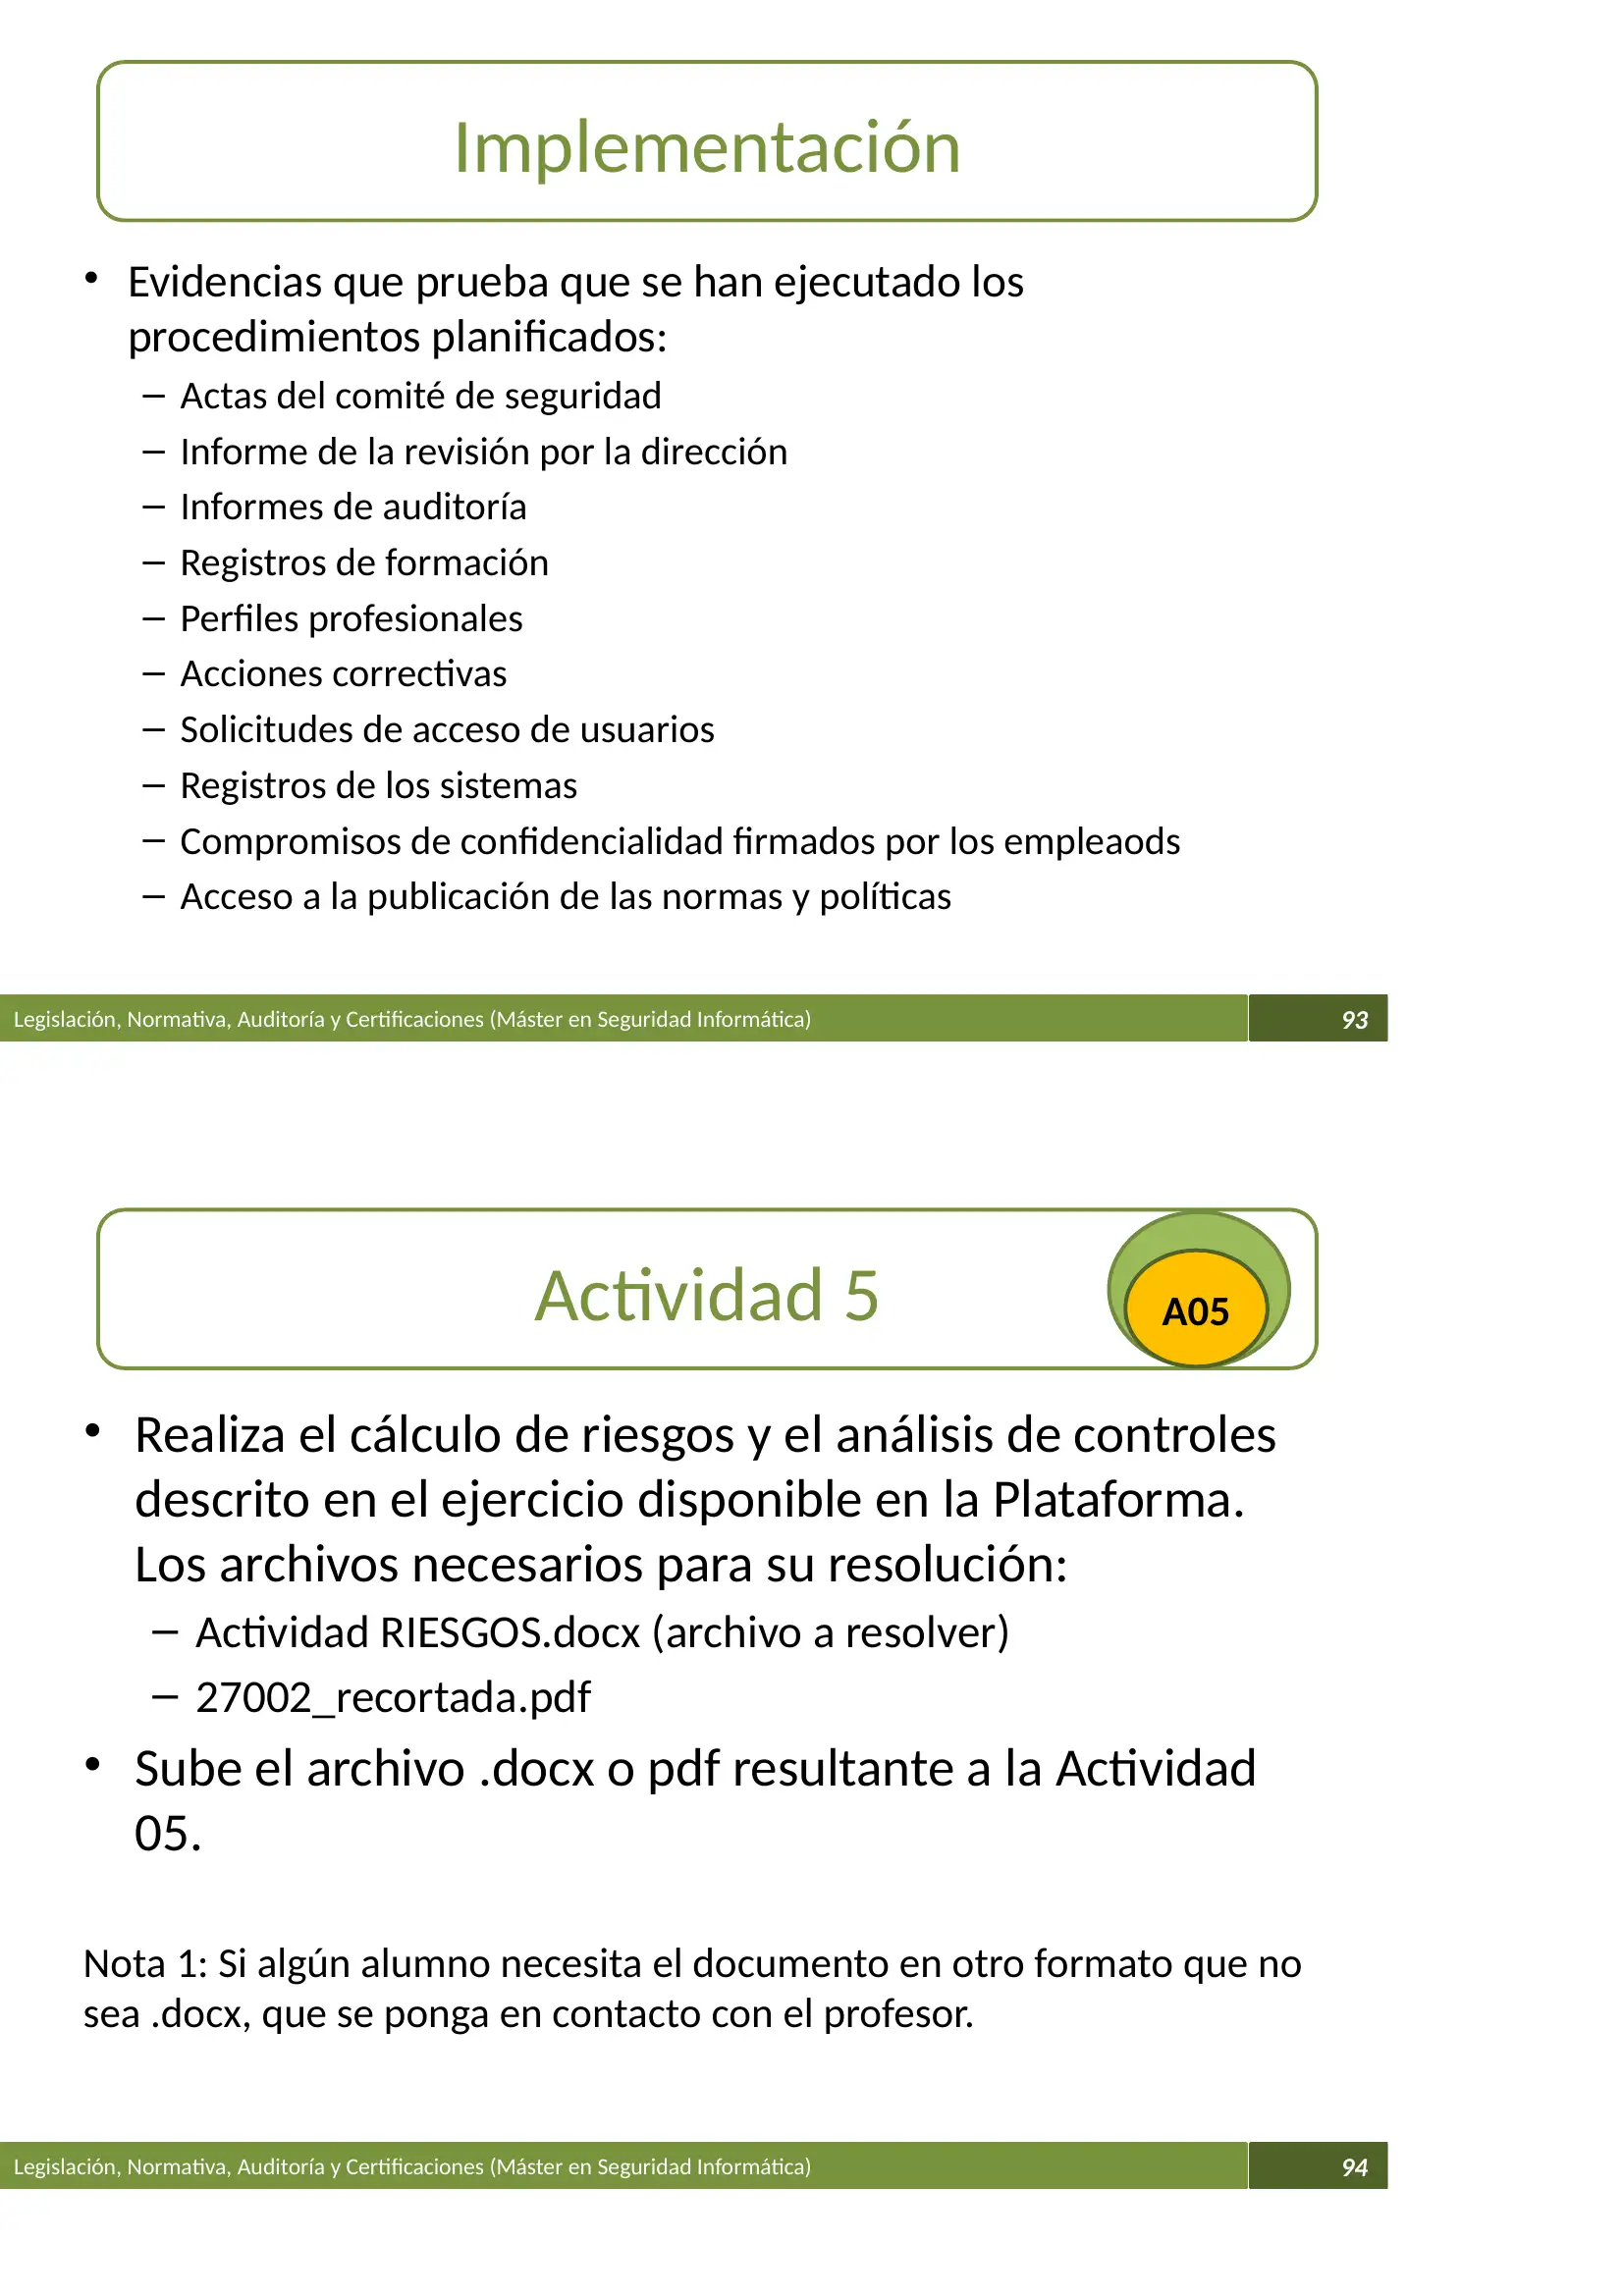 Implementación
• Evidencias que prueba que se han ejecutado los
procedimientos planificados:
– Actas del comité de seguridad
– Informe de la revisión por la dirección
– Informes de auditoría
– Registros de formación
– Perfiles profesionales
– Acciones correctivas
– Solicitudes de acceso de usuarios
– Registros de los sistemas
– Compromisos de confidencialidad firmados por los empleaods
– Acceso a la publicación de las normas y políticas
Legislación, Normativa, Auditoría y Certificaciones (Máster en Seguridad Informática) 93
Actividad 5
A05
• Realiza el cálculo de riesgos y el análisis de controles
descrito en el ejercicio disponible en la Plataforma.
Los archivos necesarios para su resolución:
– Actividad RIESGOS.docx (archivo a resolver)
– 27002_recortada.pdf
• Sube el archivo .docx o pdf resultante a la Actividad
05.
Nota 1: Si algún alumno necesita el documento en otro formato que no
sea .docx, que se ponga en contacto con el profesor.
Legislación, Normativa, Auditoría y Certificaciones (Máster en Seguridad Informática) 94